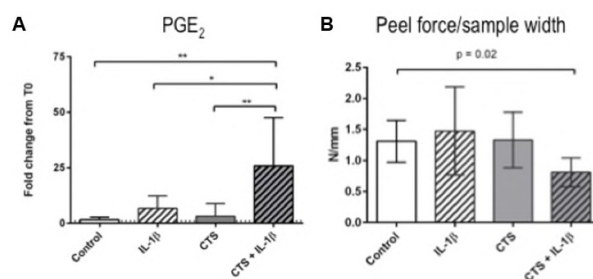 A
PGE₂
Fold change from T0
75
50
25
0
**
*
**
Control
IL-1β
CTS
CTS + IL-1β
B
Peel force/sample width
p = 0.02
N/mm
2.5
2.0
1.5
1.0
0.5
0.0
Control
IL-1β
CTS
CTS + IL-1β